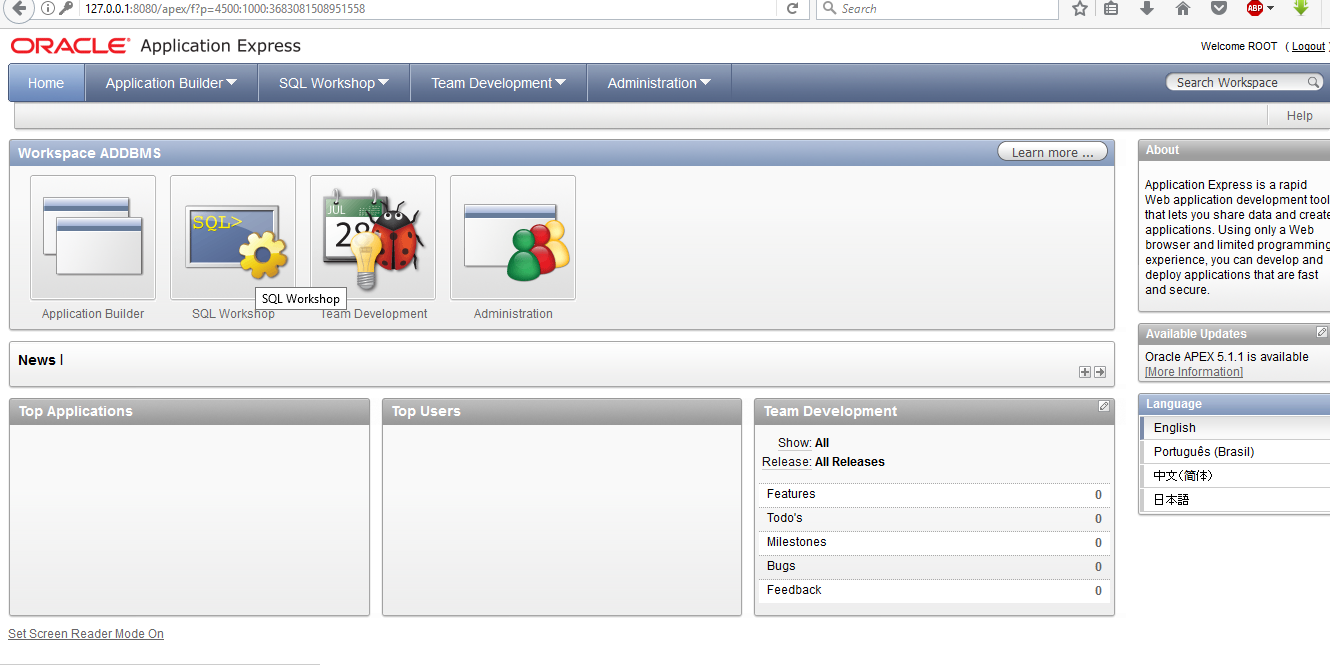 127.0.0.1:8080/apex/f?p=4500:1000:3683081508951558
Search
ABP
ORACLE® Application Express
Welcome ROOT ( Logout )
Home
Application Builder
SQL Workshop
Team Development
Administration
Search Workspace
Help
Workspace ADDBMS
Learn more ...
SQL>
JUL
28
Application Builder
SQL Workshop
SQL Workshop
Team Development
Administration
News
Top Applications
Top Users
Team Development
Show: All
Release: All Releases
Features 0
Todo's 0
Milestones 0
Bugs 0
Feedback 0
Set Screen Reader Mode On
About
Application Express is a rapid
Web application development tool
that lets you share data and create
applications. Using only a Web
browser and limited programming
experience, you can develop and
deploy applications that are fast
and secure.
Available Updates
Oracle APEX 5.1.1 is available
[More Information]
Language
English
Português (Brasil)
中文(简体)
日本語